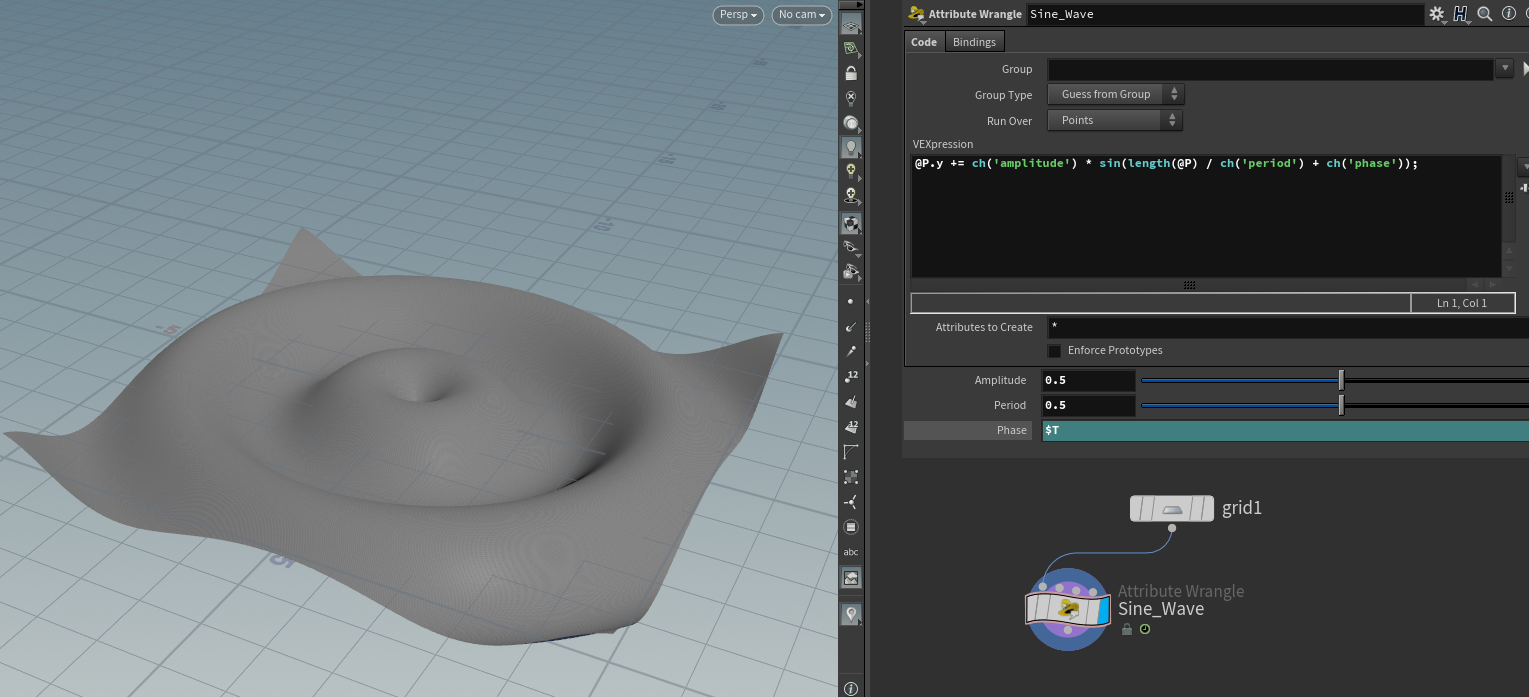 Persp
No cam
Attribute Wrangle
Sine_Wave
Code
Bindings
Group
Group Type
Guess from Group
Run Over
Points
VEXpression
@P.y += ch('amplitude') * sin(length(@P) / ch('period') + ch('phase'));
Ln 1, Col 1
Attributes to Create
*
Enforce Prototypes
Amplitude
0.5
Period
0.5
Phase
$T
12
12
abc
grid1
Attribute Wrangle
Sine_Wave